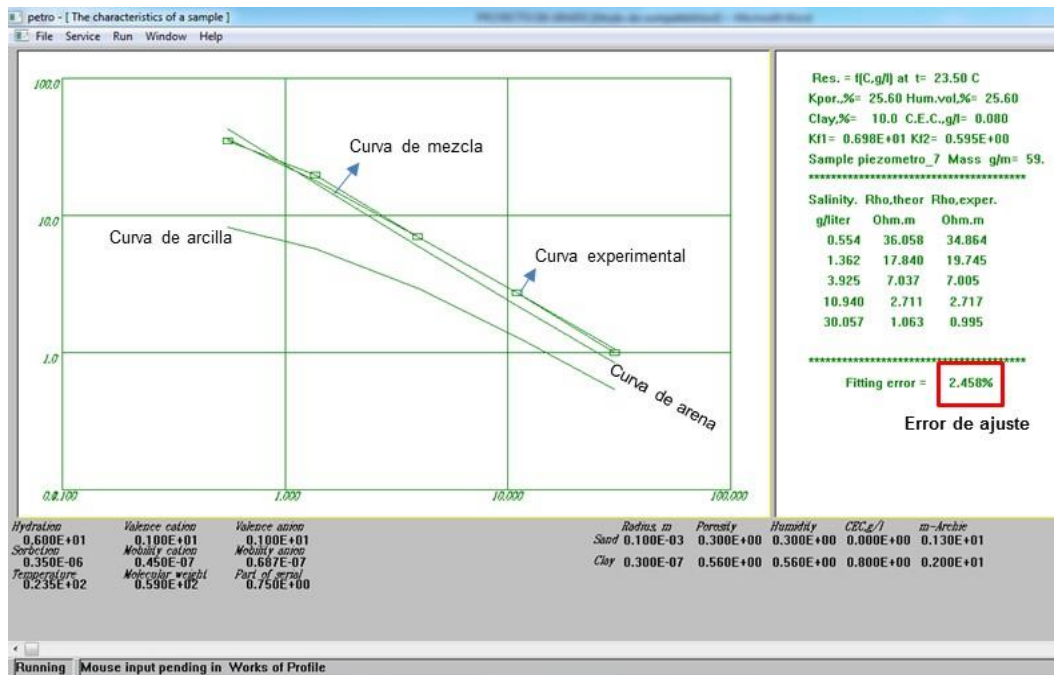 petro - [ The characteristics of a sample ]
File Service Run Window Help
100.0
10.0
1.0
1.000
10.000
100.000
Curva de mezcla
Curva de arcilla
Curva experimental
Curva de arena
Res. = f(C,g/l) at t= 23.50 C
Kpor.,%= 25.60 Hum.vol,%= 25.60
Clay,%= 10.0 C.E.C.,g/l= 0.080
Kf1= 0.698E+01 Kf2= 0.595E+00
Sample piezometro_7 Mass g/m= 59.
****************************************
Salinity. Rho,theor Rho,exper.
g/liter Ohm.m Ohm.m
0.554 36.058 34.864
1.362 17.840 19.745
3.925 7.037 7.005
10.940 2.711 2.717
30.057 1.063 0.995
****************************************
Fitting error = 2.458%
Error de ajuste
Hydration Valence cation Valence anion
0.600E+01 0.100E+01 0.100E+01
Sorbction Mobility cation Mobility anion
0.350E-06 0.450E-07 0.687E-07
Temperature Molecular weight Part of serial
0.235E+02 0.590E+02 0.750E+00
Radius, m Porosity Humidity CEC,g/l m-Archie
Sand 0.100E-03 0.300E+00 0.300E+00 0.000E+00 0.130E+01
Clay 0.300E-07 0.560E+00 0.560E+00 0.800E+00 0.200E+01
Running Mouse input pending in Works of Profile